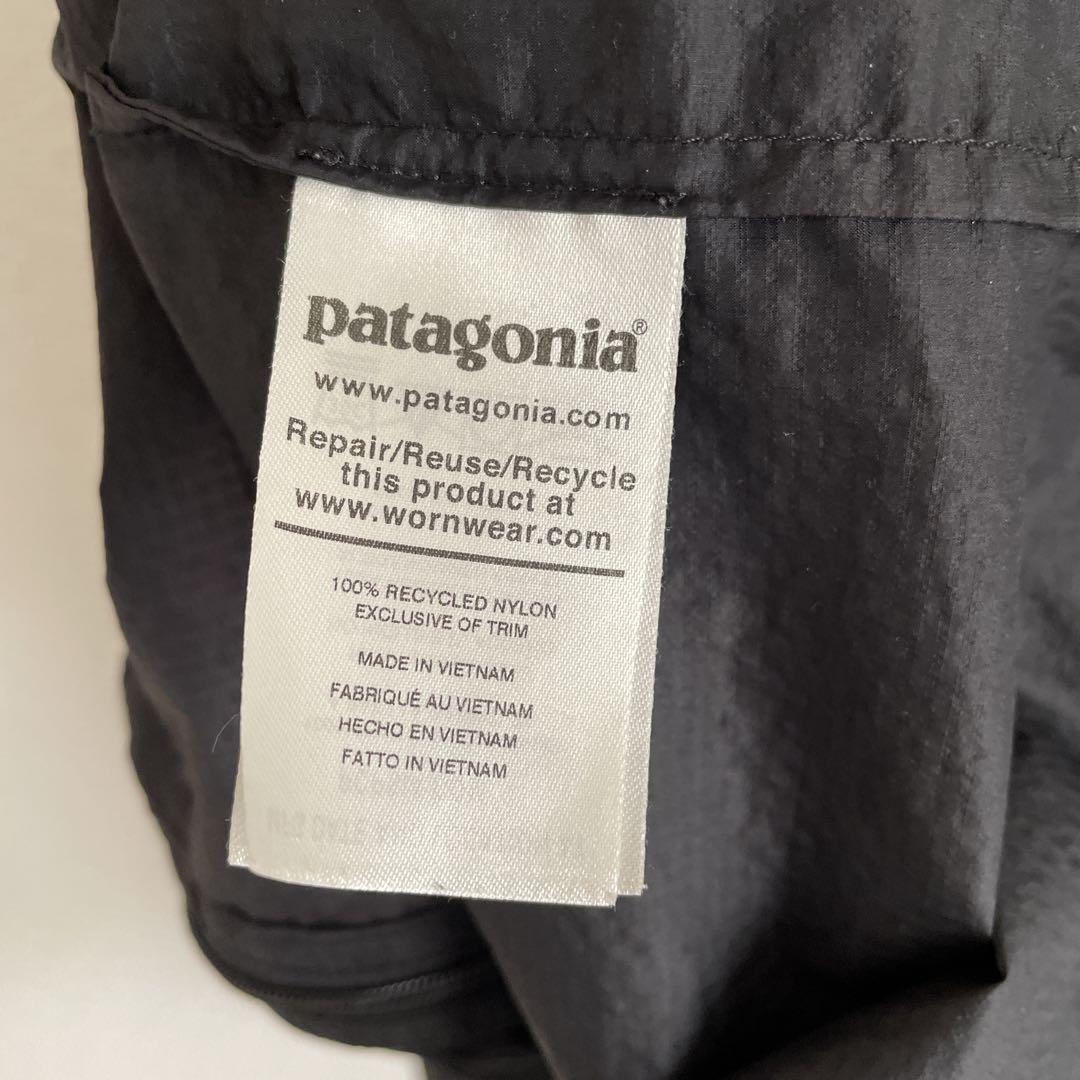 patagonia®
www.patagonia.com
Repair/Reuse/Recycle
this product at
www.wornwear.com
100% RECYCLED NYLON
EXCLUSIVE OF TRIM
MADE IN VIETNAM
FABRIQUÉ AU VIETNAM
HECHO EN VIETNAM
FATTO IN VIETNAM